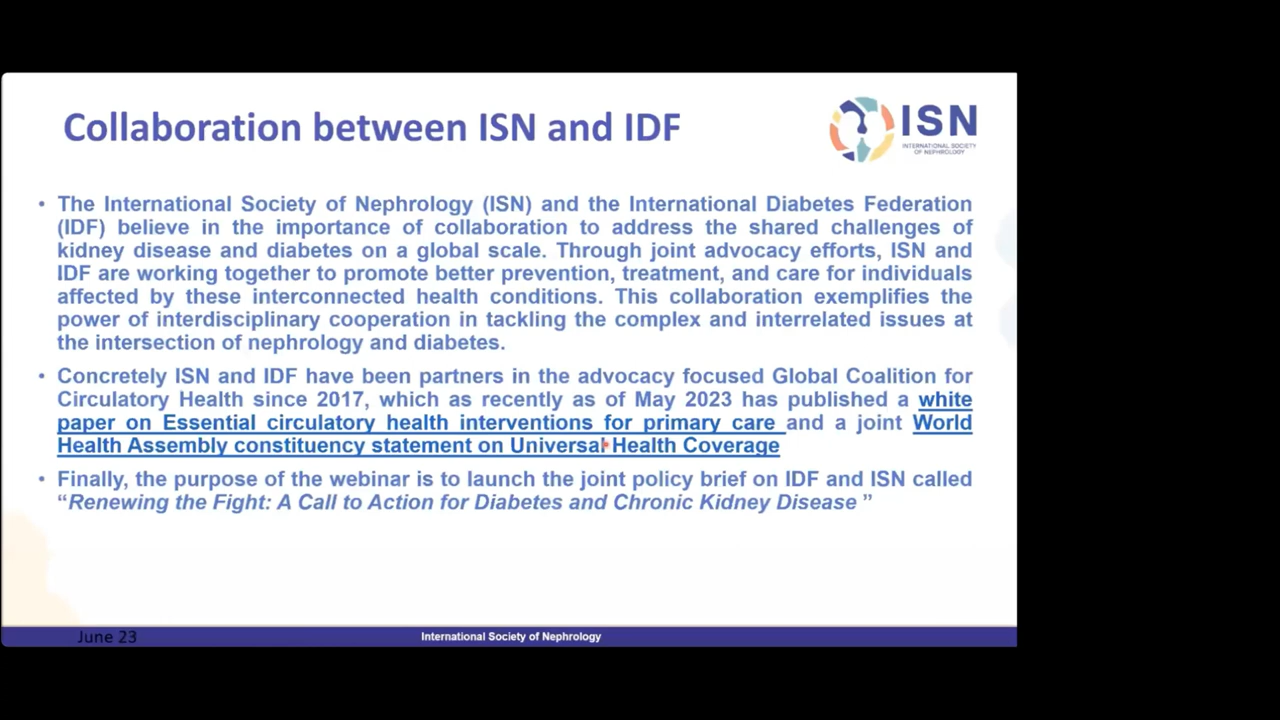 Collaboration between ISN and IDF
ISN
INTERNATIONAL SOCIETY
OF NEPHROLOGY
• The International Society of Nephrology (ISN) and the International Diabetes Federation
(IDF) believe in the importance of collaboration to address the shared challenges of
kidney disease and diabetes on a global scale. Through joint advocacy efforts, ISN and
IDF are working together to promote better prevention, treatment, and care for individuals
affected by these interconnected health conditions. This collaboration exemplifies the
power of interdisciplinary cooperation in tackling the complex and interrelated issues at
the intersection of nephrology and diabetes.
• Concretely ISN and IDF have been partners in the advocacy focused Global Coalition for
Circulatory Health since 2017, which as recently as of May 2023 has published a white
paper on Essential circulatory health interventions for primary care and a joint World
Health Assembly constituency statement on Universal Health Coverage
• Finally, the purpose of the webinar is to launch the joint policy brief on IDF and ISN called
“Renewing the Fight: A Call to Action for Diabetes and Chronic Kidney Disease ”
June 23
International Society of Nephrology